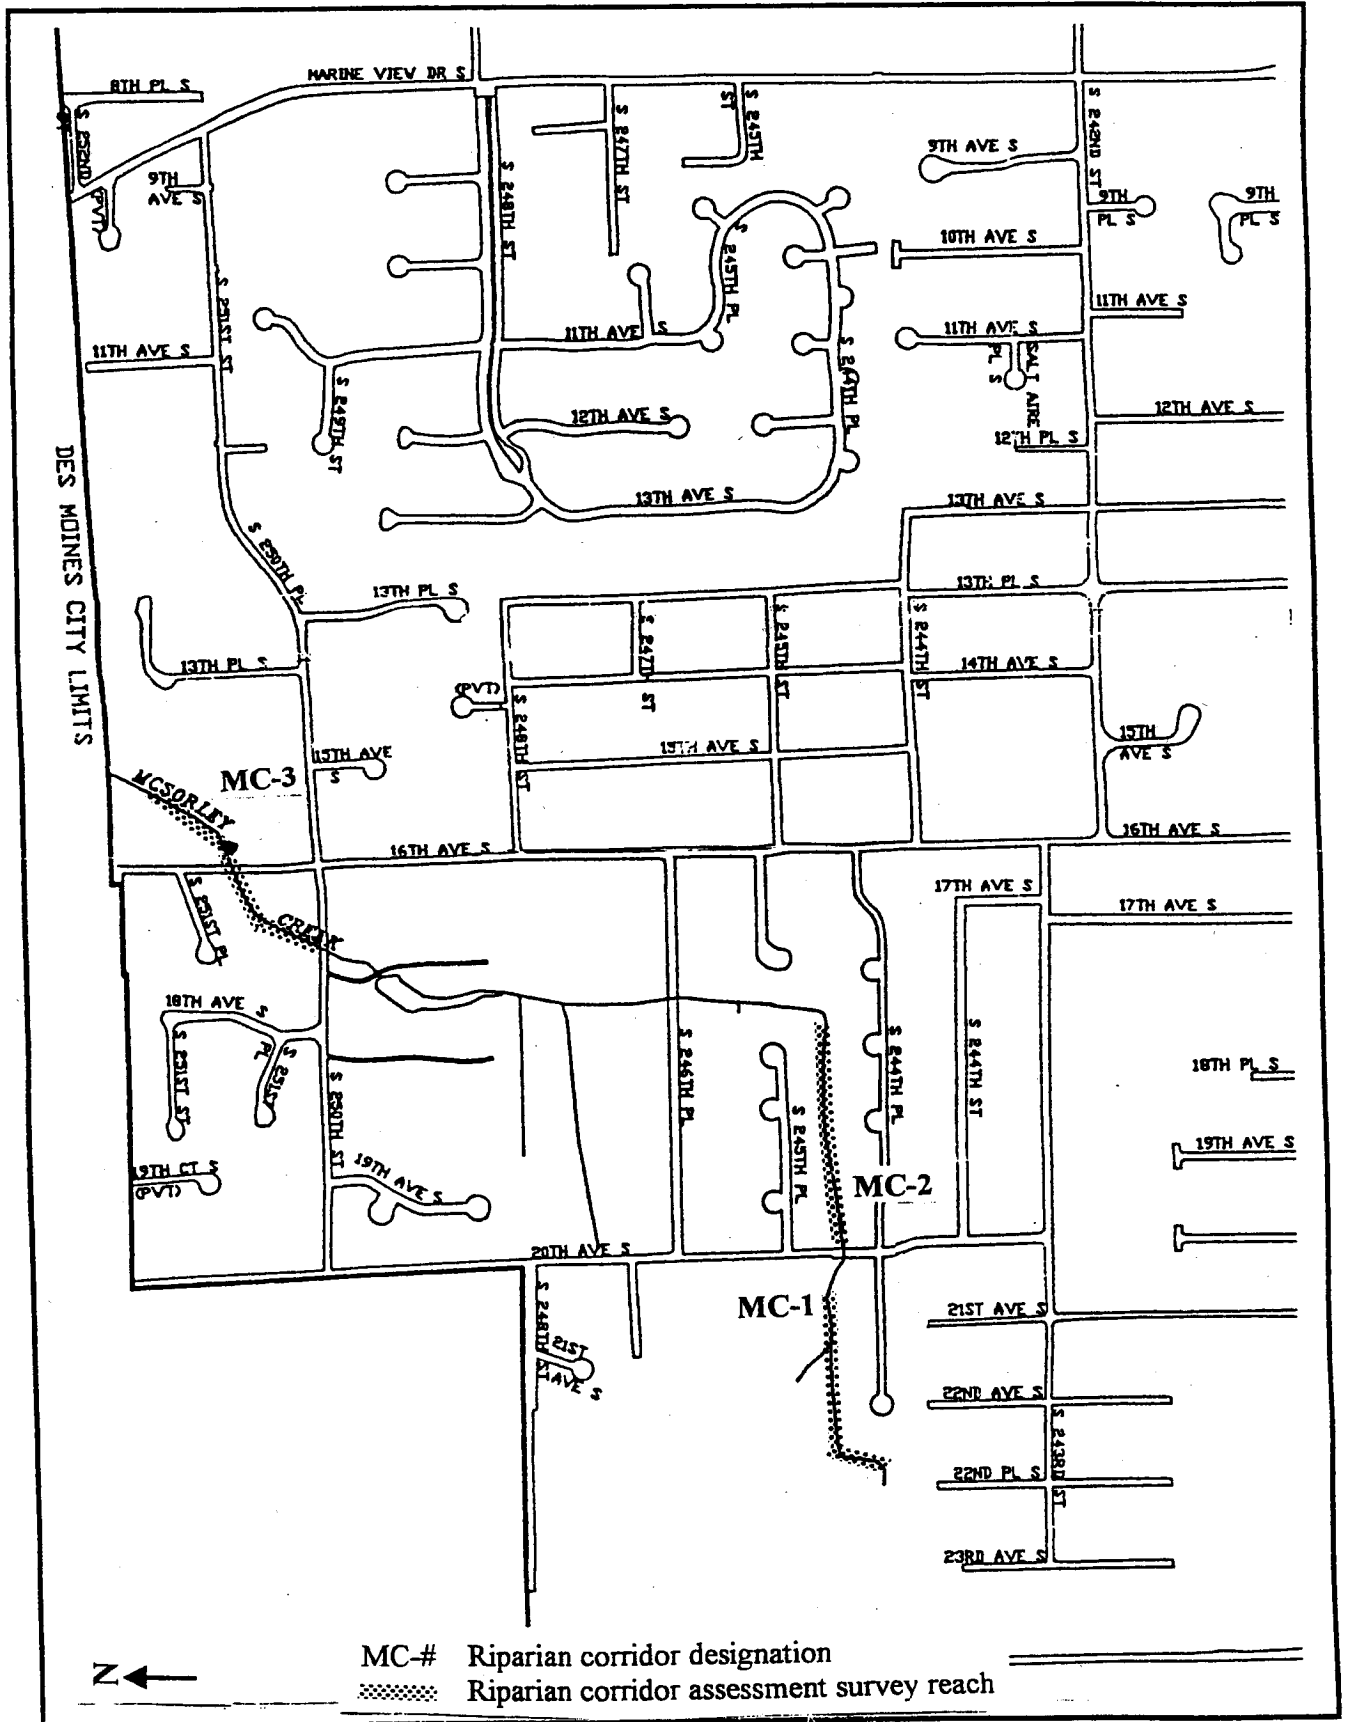 MARINE VIEW DR S
8TH PL S
S 252ND
ST
(PVT)
9TH
AVE S
S 251ST ST
11TH AVE S
S 248TH ST
S 247TH ST
S 245TH
ST
9TH AVE S
S 242ND ST
9TH
PL S
9TH
PL S
10TH AVE S
S 245TH PL
11TH AVE S
11TH AVE S
11TH AVE S
SALT AIRE
PL S
S 249TH ST
S 244TH PL
12TH AVE S
12TH AVE S
12TH PL S
13TH AVE S
13TH AVE S
DES MOINES CITY LIMITS
S 250TH PL
13TH PL S
13TH PL S
13TH PL S
S 247TH ST
S 245TH ST
S 244TH ST
14TH AVE S
(PVT)
S 248TH ST
15TH AVE S
15TH AVE
S
15TH
AVE S
MC-3
MCSORLEY
CREEK
16TH AVE S
16TH AVE S
S 251ST PL
17TH AVE S
17TH AVE S
18TH AVE S
S 251ST ST
S 251ST
PL
S 250TH ST
S 246TH PL
S 245TH PL
S 244TH PL
S 244TH ST
18TH PL S
19TH AVE S
19TH CT S
(PVT)
19TH AVE S
MC-2
20TH AVE S
MC-1
S 248TH ST
21ST
AVE S
21ST AVE S
22ND AVE S
S 243RD ST
22ND PL S
23RD AVE S
N
MC-# Riparian corridor designation
Riparian corridor assessment survey reach